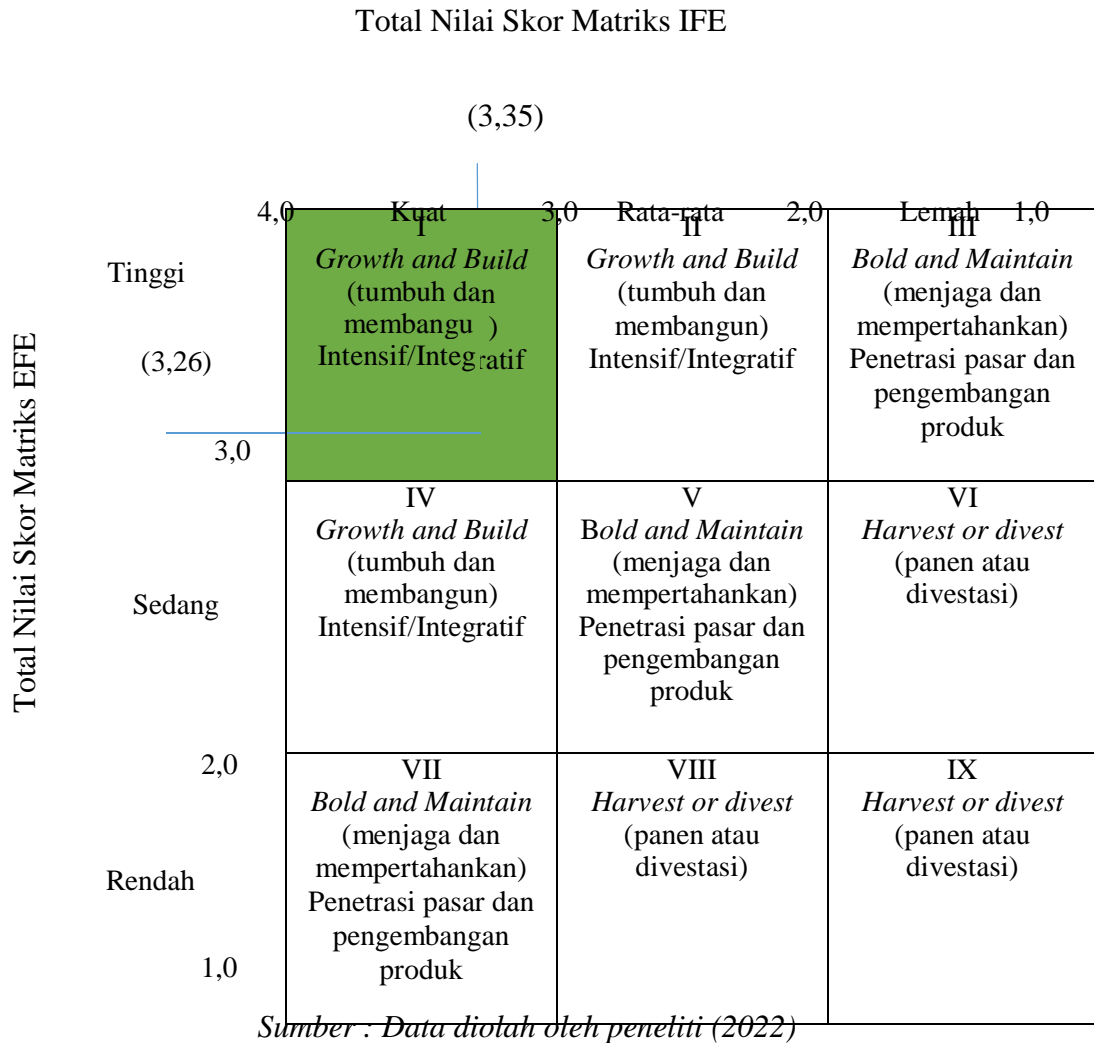 Total Nilai Skor Matriks IFE
(3,35)
4,0 Kuat 3,0 Rata-rata 2,0 Lemah 1,0
Total Nilai Skor Matriks EFE
Tinggi
(3,26)
3,0
I
Growth and Build
(tumbuh dan
membangu )
Intensif/Integratif
II
Growth and Build
(tumbuh dan
membangun)
Intensif/Integratif
III
Bold and Maintain
(menjaga dan
mempertahankan)
Penetrasi pasar dan
pengembangan
produk
Sedang
2,0
IV
Growth and Build
(tumbuh dan
membangun)
Intensif/Integratif
V
Bold and Maintain
(menjaga dan
mempertahankan)
Penetrasi pasar dan
pengembangan
produk
VI
Harvest or divest
(panen atau
divestasi)
Rendah
1,0
VII
Bold and Maintain
(menjaga dan
mempertahankan)
Penetrasi pasar dan
pengembangan
produk
VIII
Harvest or divest
(panen atau
divestasi)
IX
Harvest or divest
(panen atau
divestasi)
Sumber : Data diolah oleh peneliti (2022)